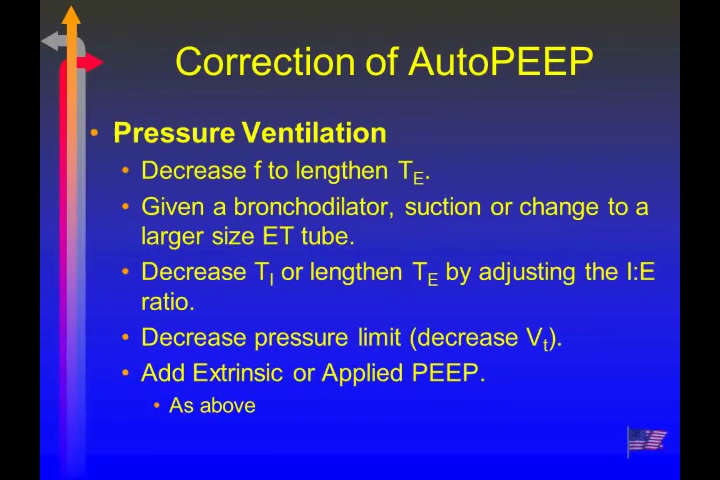 Correction of AutoPEEP
• Pressure Ventilation
• Decrease f to lengthen TE.
• Given a bronchodilator, suction or change to a
larger size ET tube.
• Decrease TI or lengthen TE by adjusting the I:E
ratio.
• Decrease pressure limit (decrease Vt).
• Add Extrinsic or Applied PEEP.
• As above